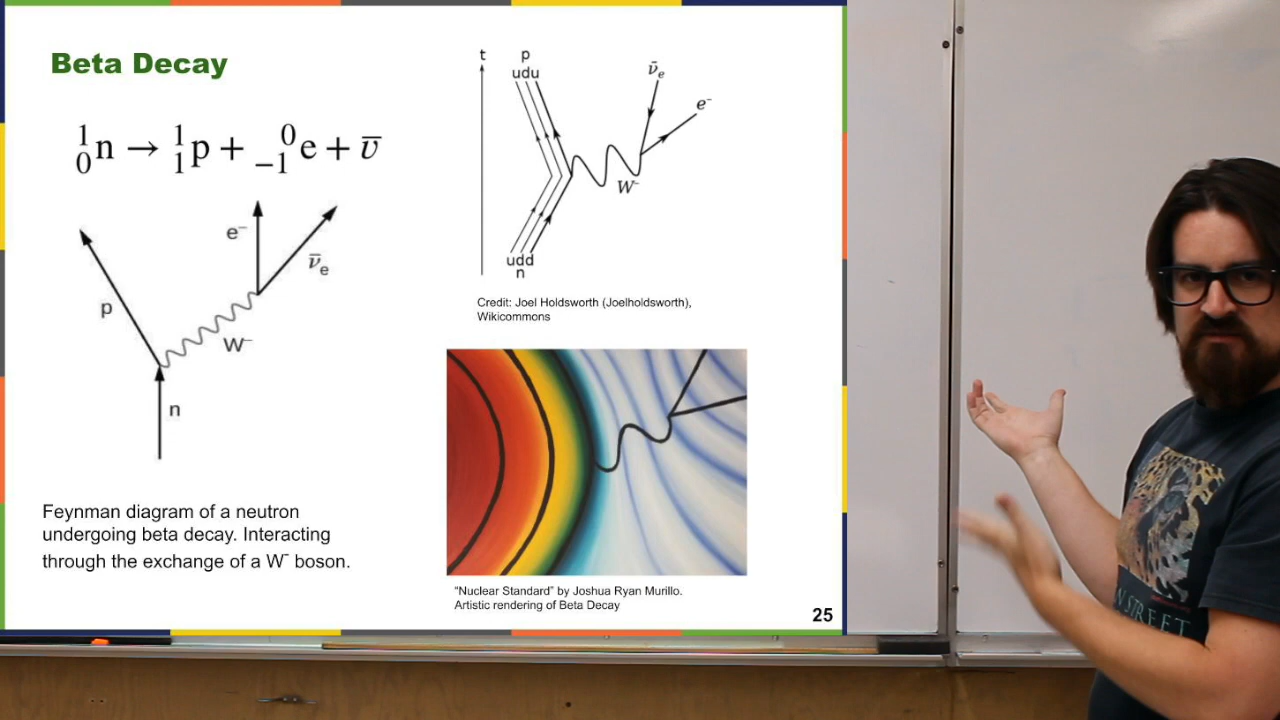 Beta Decay
¹₀n → ¹₁p + ⁰₋₁e + ν̅
p
e⁻
ν̅e
W⁻
n
Feynman diagram of a neutron
undergoing beta decay. Interacting
through the exchange of a W⁻ boson.
t
p
udu
ν̄e
e⁻
W⁻
udd
n
Credit: Joel Holdsworth (Joelholdsworth),
Wikicommons
"Nuclear Standard" by Joshua Ryan Murillo.
Artistic rendering of Beta Decay
25
N STREET